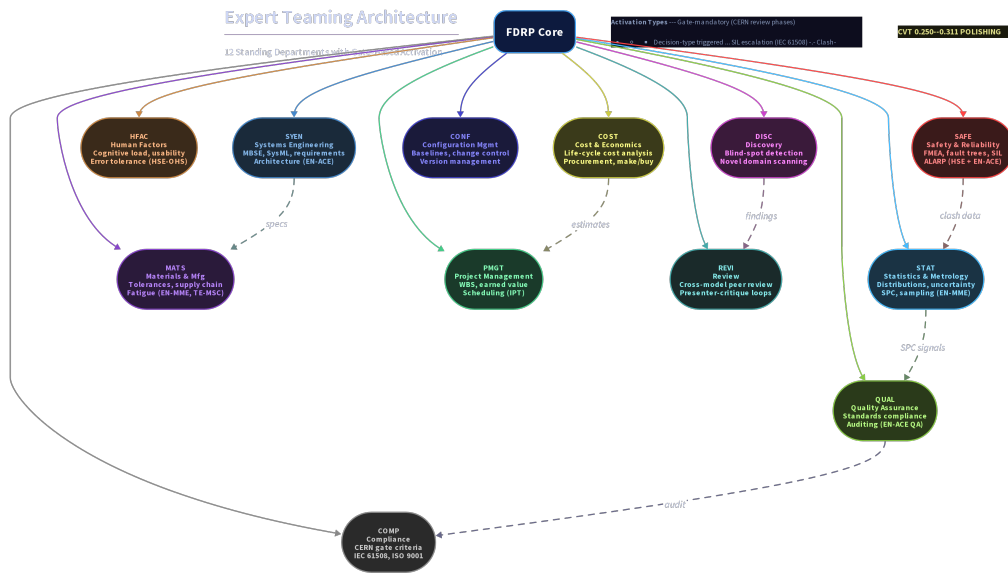 Expert Teaming Architecture
12 Standing Departments with Activation
FDRP Core
Activation Types --- Gate-mandatory (CERN review phases)
Decision-type triggered ... SIL escalation (IEC 61508) -.- Clash-
CVT 0.250--0.311 POLISHING
HFAC
Human Factors
Cognitive load, usability
Error tolerance (HSE-OHS)
SYEN
Systems Engineering
MBSE, SysML, requirements
Architecture (EN-ACE)
CONF
Configuration Mgmt
Baselines, change control
Version management
COST
Cost & Economics
Life-cycle cost analysis
Procurement, make/buy
DISC
Discovery
Blind-spot detection
Novel domain scanning
SAFE
Safety & Reliability
FMEA, fault trees, SIL
ALARP (HSE + EN-ACE)
specs
estimates
findings
clash data
MATS
Materials & Mfg
Tolerances, supply chain
Fatigue (EN-MME, TE-MSC)
PMGT
Project Management
WBS, earned value
Scheduling (IPT)
REVI
Review
Cross-model peer review
Presenter-critique loops
STAT
Statistics & Metrology
Distributions, uncertainty
SPC, sampling (EN-MME)
SPC signals
QUAL
Quality Assurance
Standards compliance
Auditing (EN-ACE QA)
audit
COMP
Compliance
CERN gate criteria
IEC 61508, ISO 9001